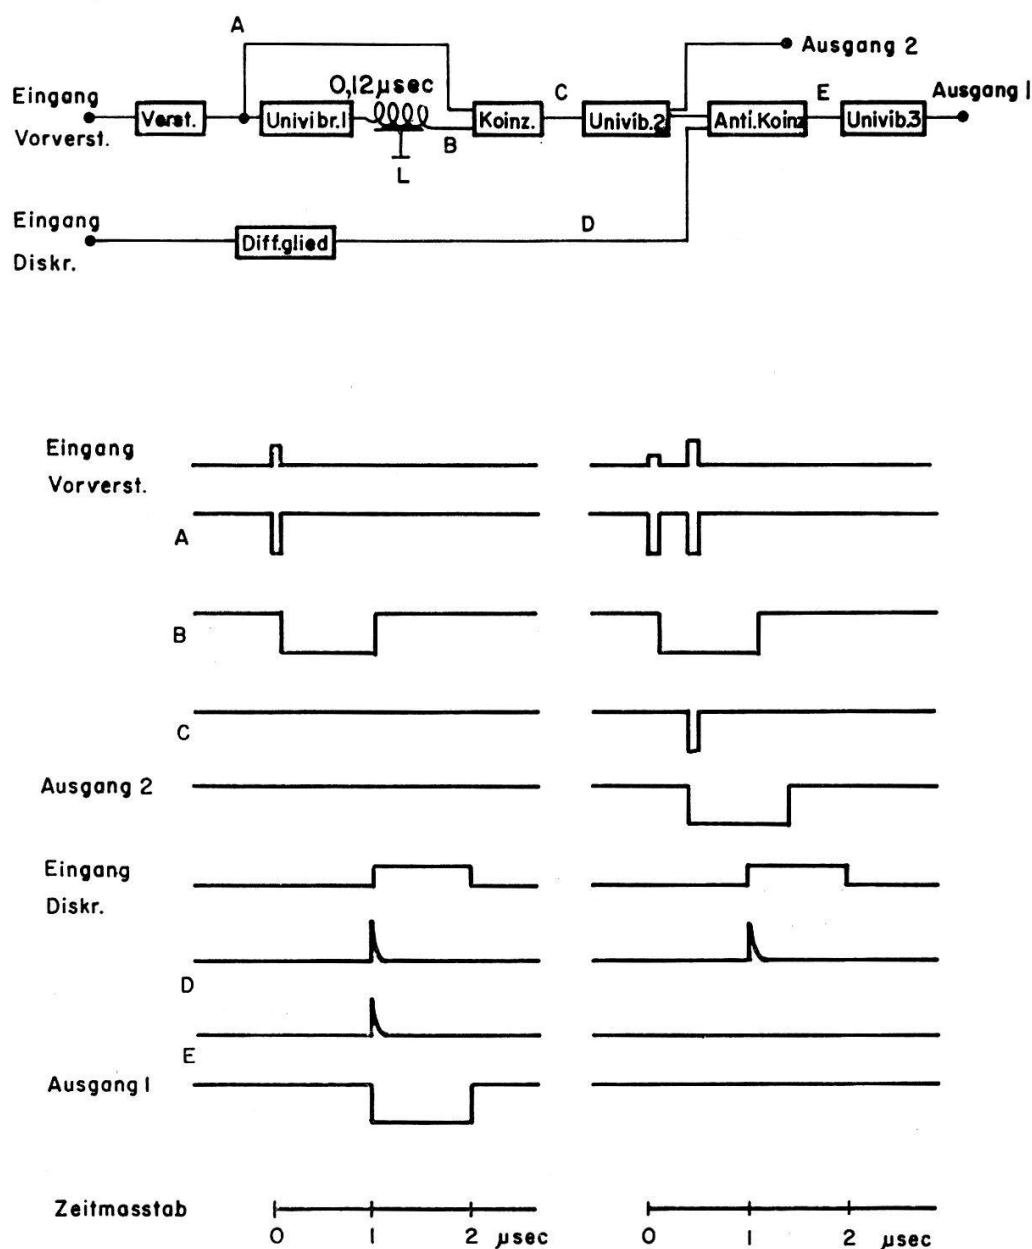 A
Ausgang 2
Eingang
Vorverst.
Verst.
Univibr.1
0,12 µsec
L
B
Koinz.
C
Univib.2
Anti.Koinz
E
Univib.3
Ausgang 1
Eingang
Diskr.
Diff.glied
D
Eingang
Vorverst.
A
B
C
Ausgang 2
Eingang
Diskr.
D
E
Ausgang 1
Zeitmasstab
0 1 2 µsec
0 1 2 µsec